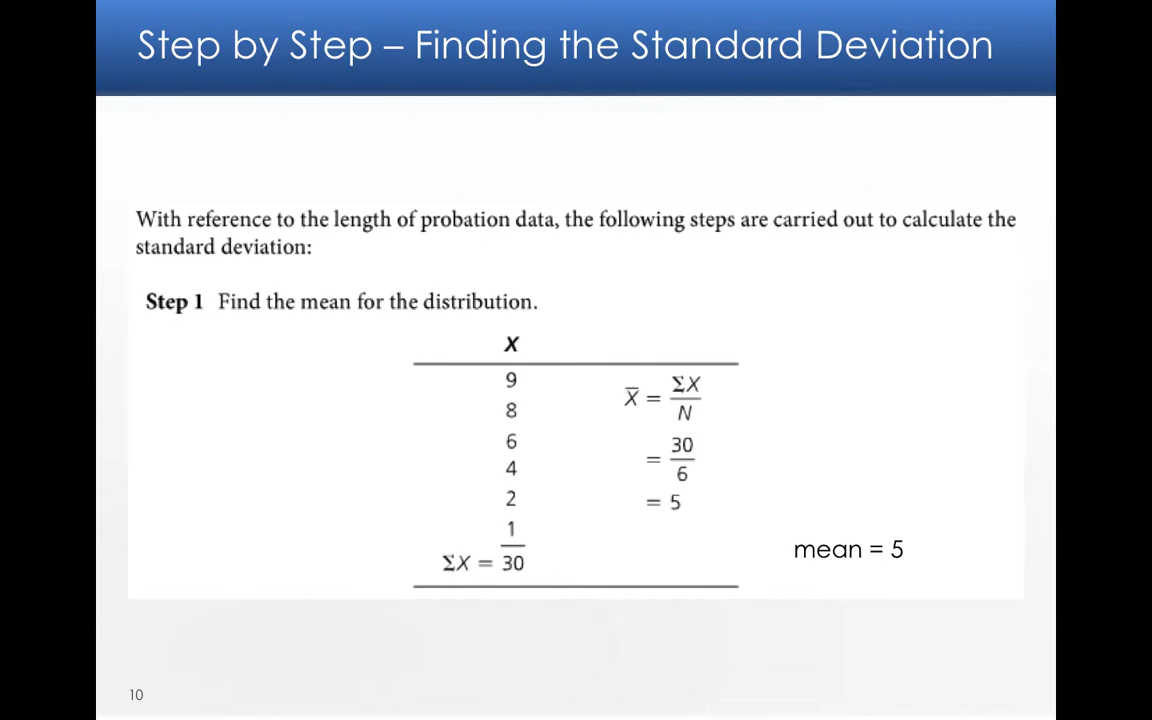 Step by Step – Finding the Standard Deviation
With reference to the length of probation data, the following steps are carried out to calculate the
standard deviation:
Step 1 Find the mean for the distribution.
X
9
8
6
4
2
1
ΣX = 30
X̅ = ΣX / N
= 30 / 6
= 5
mean = 5
10